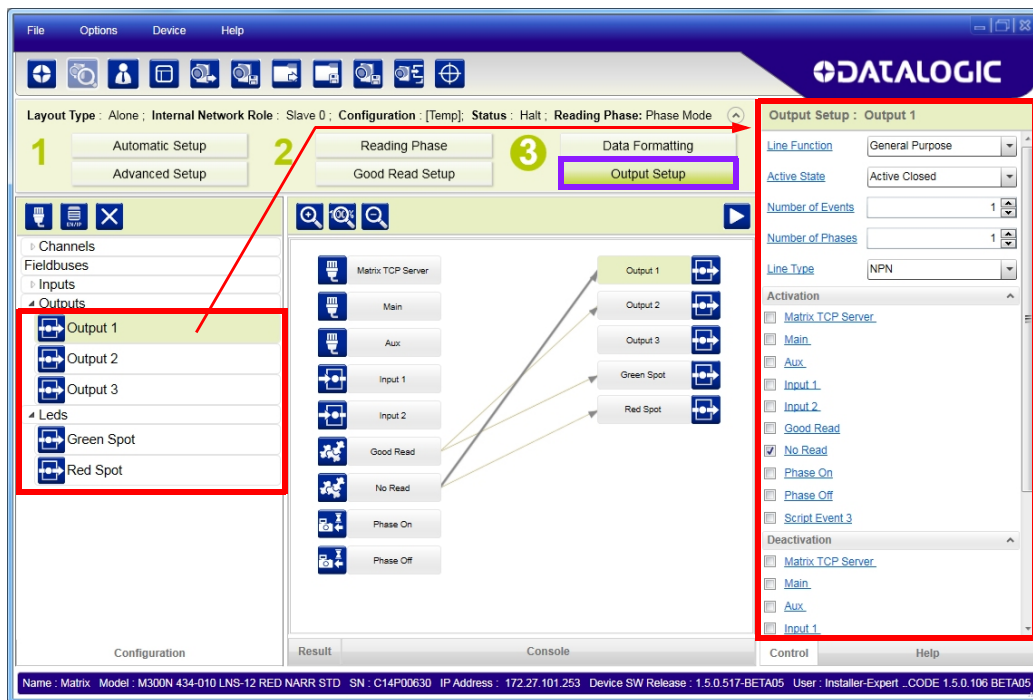 File Options Device Help
DATALOGIC
Layout Type : Alone ; Internal Network Role : Slave 0 ; Configuration : [Temp]; Status : Halt ; Reading Phase: Phase Mode
1
Automatic Setup
Advanced Setup
2
Reading Phase
Good Read Setup
3
Data Formatting
Output Setup
EN/IP
Channels
Fieldbuses
Inputs
Outputs
Output 1
Output 2
Output 3
Leds
Green Spot
Red Spot
Configuration
100%
Matrix TCP Server
Main
Aux
Input 1
Input 2
Good Read
No Read
Phase On
Phase Off
Output 1
Output 2
Output 3
Green Spot
Red Spot
Result Console
Output Setup : Output 1
Line Function General Purpose
Active State Active Closed
Number of Events 1
Number of Phases 1
Line Type NPN
Activation
Matrix TCP Server
Main
Aux
Input 1
Input 2
Good Read
No Read
Phase On
Phase Off
Script Event 3
Deactivation
Matrix TCP Server
Main
Aux
Input 1
Control Help
Name : Matrix Model : M300N 434-010 LNS-12 RED NARR STD SN : C14P00630 IP Address : 172.27.101.253 Device SW Release : 1.5.0.517-BETA05 User : Installer-Expert ..CODE 1.5.0.106 BETA05